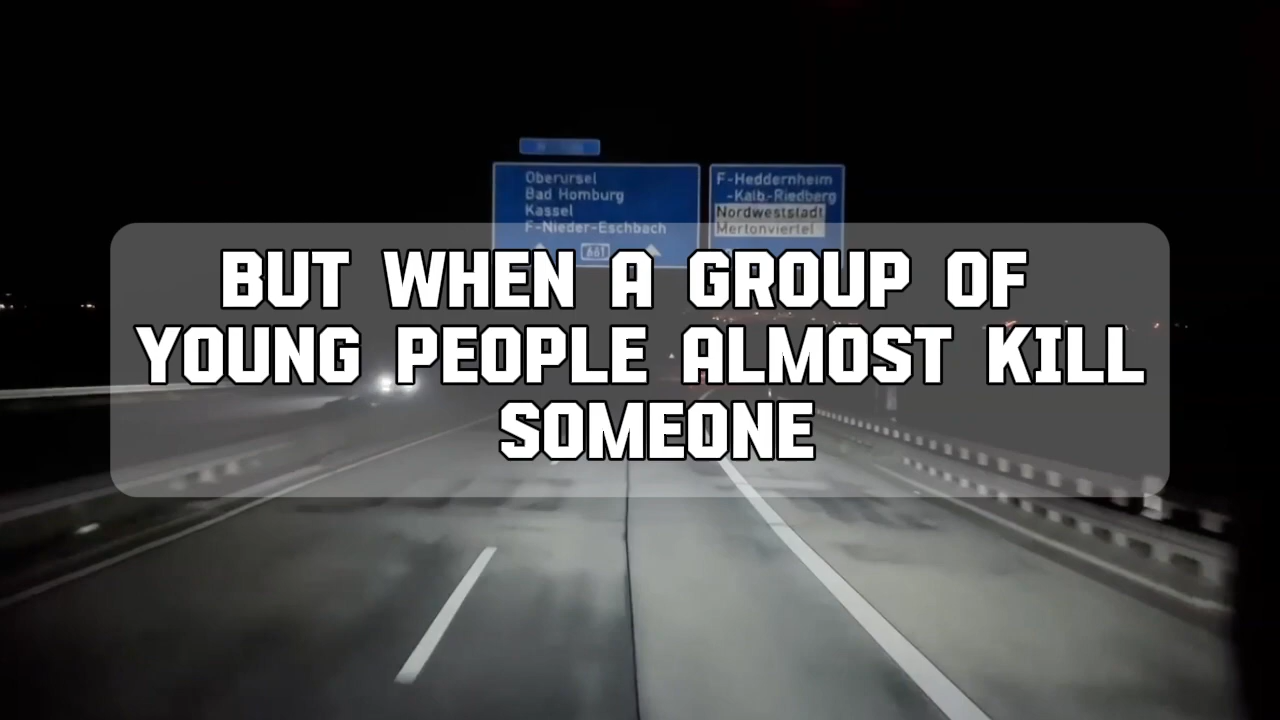 Oberursel
Bad Homburg
Kassel
F-Nieder-Eschbach
661
F-Heddernheim
-Kalb.-Riedberg
Nordweststadt
Mertonviertel
BUT WHEN A GROUP OF
YOUNG PEOPLE ALMOST KILL
SOMEONE